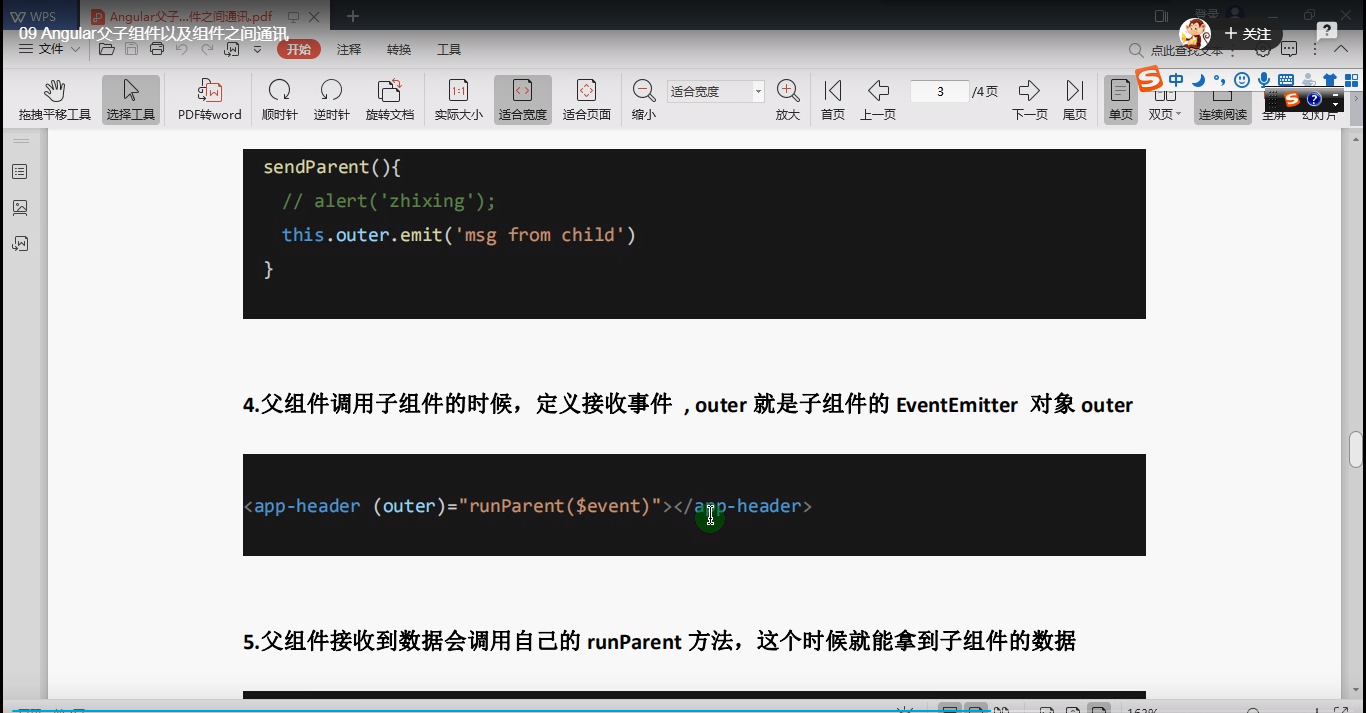 WPS
Angular父子...件之间通讯.pdf
登录
09 Angular父子组件以及组件之间通讯
+ 关注
文件
开始
注释
转换
工具
点此查找文本
中
拖拽平移工具
选择工具
PDF转word
顺时针
逆时针
旋转文档
1:1
实际大小
适合宽度
适合页面
缩小
适合宽度
放大
首页
上一页
3 /4页
下一页
尾页
单页
双页
连续阅读
全屏
幻灯片
sendParent(){
// alert('zhixing');
this.outer.emit('msg from child')
}
4.父组件调用子组件的时候，定义接收事件 , outer 就是子组件的 EventEmitter 对象 outer
<app-header (outer)="runParent($event)"></app-header>
5.父组件接收到数据会调用自己的 runParent 方法，这个时候就能拿到子组件的数据
162%